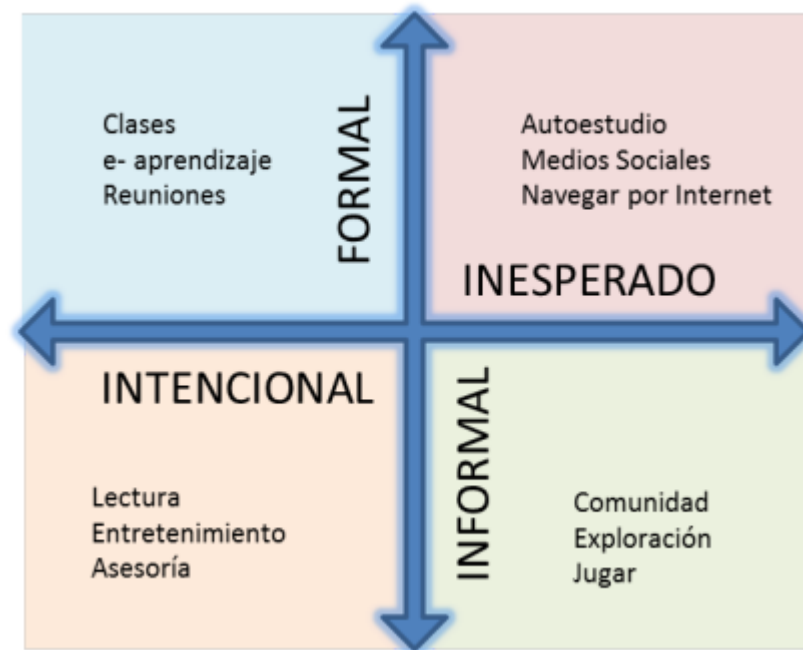 Clases
e- aprendizaje
Reuniones
FORMAL
Autoestudio
Medios Sociales
Navegar por Internet
INESPERADO
INTENCIONAL
Lectura
Entretenimiento
Asesoría
INFORMAL
Comunidad
Exploración
Jugar